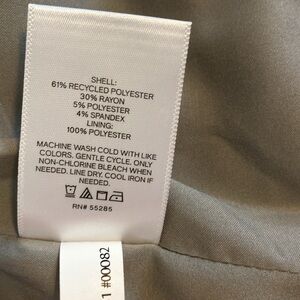 SHELL:
61% RECYCLED POLYESTER
30% RAYON
5% POLYESTER
4% SPANDEX
LINING:
100% POLYESTER
MACHINE WASH COLD WITH LIKE
COLORS. GENTLE CYCLE. ONLY
NON-CHLORINE BLEACH WHEN
NEEDED. LINE DRY. COOL IRON IF
NEEDED.
RN# 55285
1 #00082